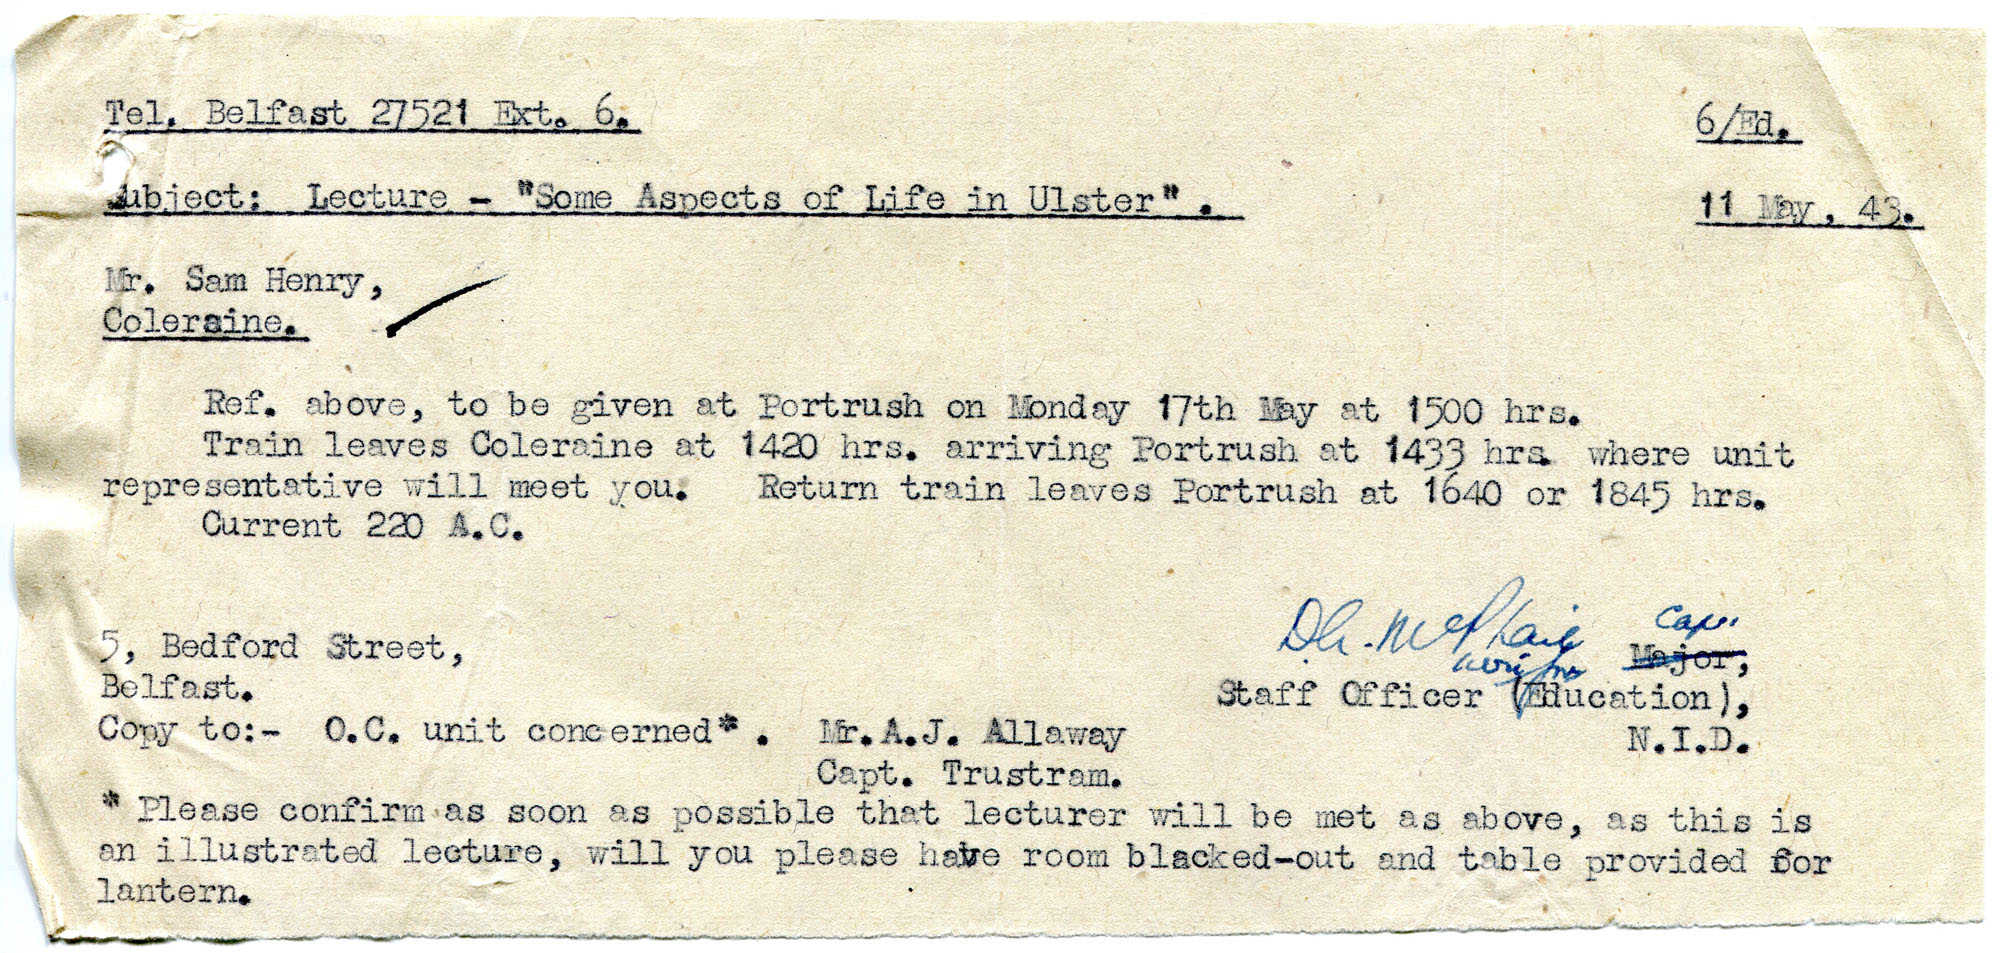 Tel. Belfast 27521 Ext. 6.
6/Ed.
Subject: Lecture - "Some Aspects of Life in Ulster".
11 May, 43.
Mr. Sam Henry,
Coleraine.
Ref. above, to be given at Portrush on Monday 17th May at 1500 hrs.
Train leaves Coleraine at 1420 hrs. arriving Portrush at 1433 hrs. where unit
representative will meet you. Return train leaves Portrush at 1640 or 1845 hrs.
Current 220 A.C.
Capt.
5, Bedford Street,
Major,
Belfast.
Staff Officer (Education),
Copy to:- O.C. unit concerned*. Mr.A.J. Allaway
N.I.D.
Capt. Trustram.
* Please confirm as soon as possible that lecturer will be met as above, as this is
an illustrated lecture, will you please have room blacked-out and table provided for
lantern.